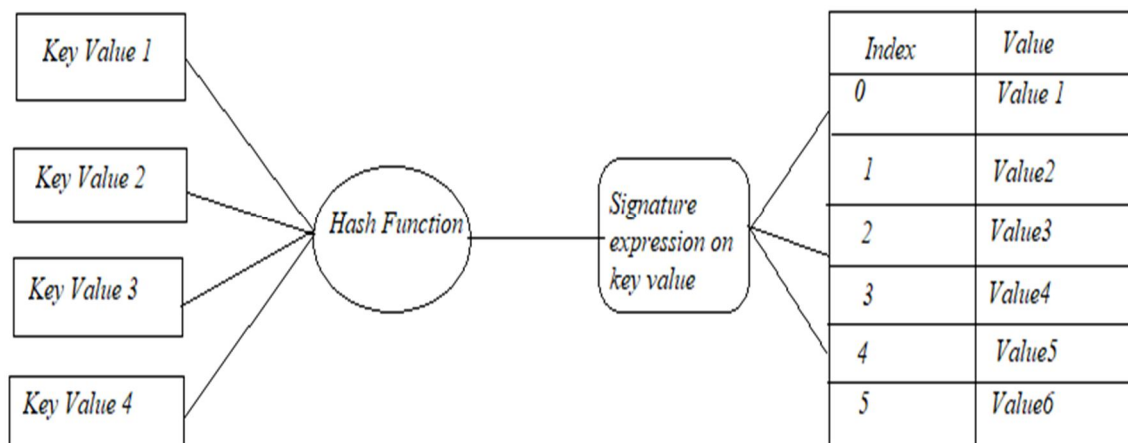 Key Value 1
Key Value 2
Key Value 3
Key Value 4
Hash Function
Signature
expression on
key value
Index Value
0 Value 1
1 Value2
2 Value3
3 Value4
4 Value5
5 Value6